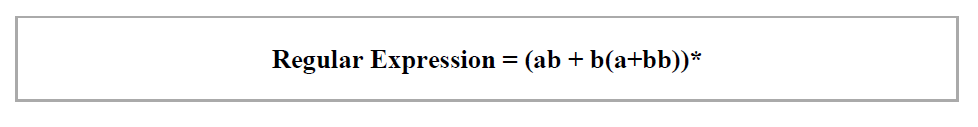 Regular Expression = (ab + b(a+bb))*